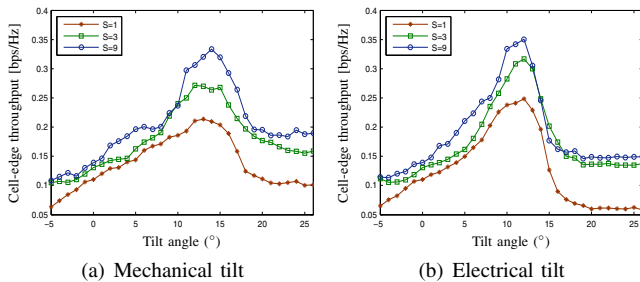 Cell-edge throughput [bps/Hz]
0.4
0.35
0.3
0.25
0.2
0.15
0.1
0.05
S=1
S=3
S=9
-5 0 5 10 15 20 25
Tilt angle (°)
(a) Mechanical tilt
Cell-edge throughput [bps/Hz]
0.4
0.35
0.3
0.25
0.2
0.15
0.1
0.05
S=1
S=3
S=9
-5 0 5 10 15 20 25
Tilt angle (°)
(b) Electrical tilt